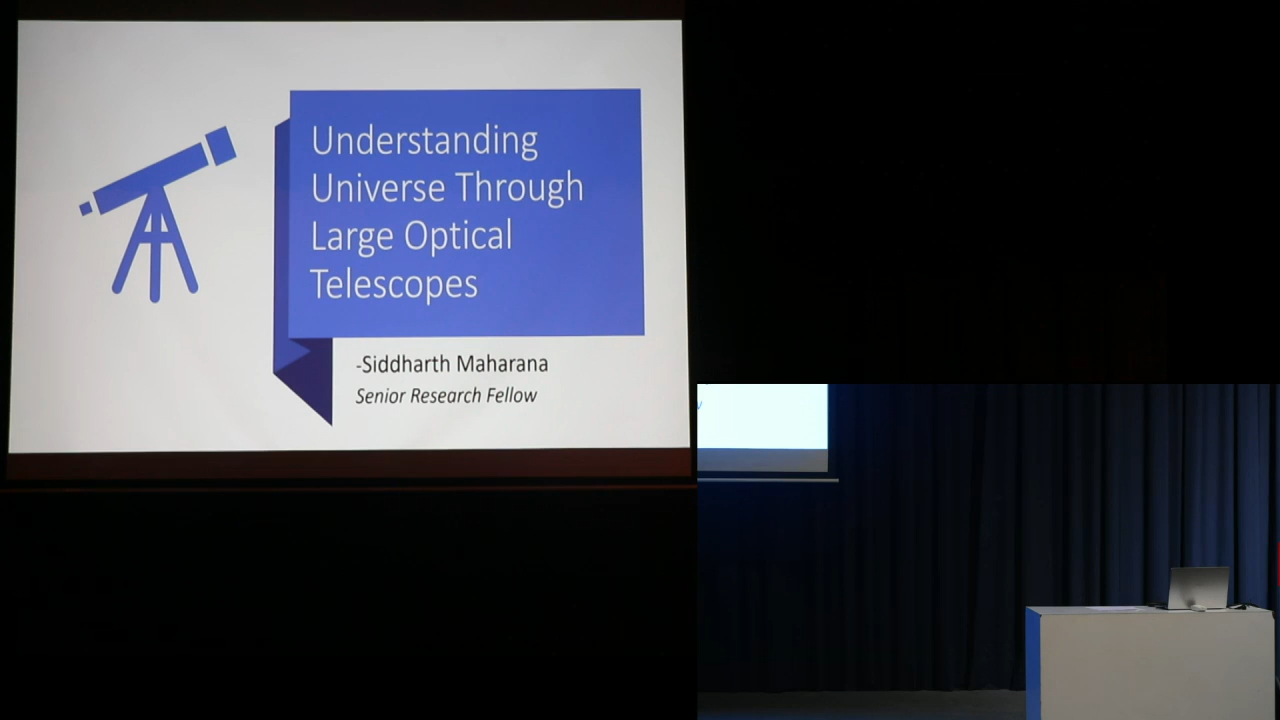 Understanding
Universe Through
Large Optical
Telescopes
-Siddharth Maharana
Senior Research Fellow